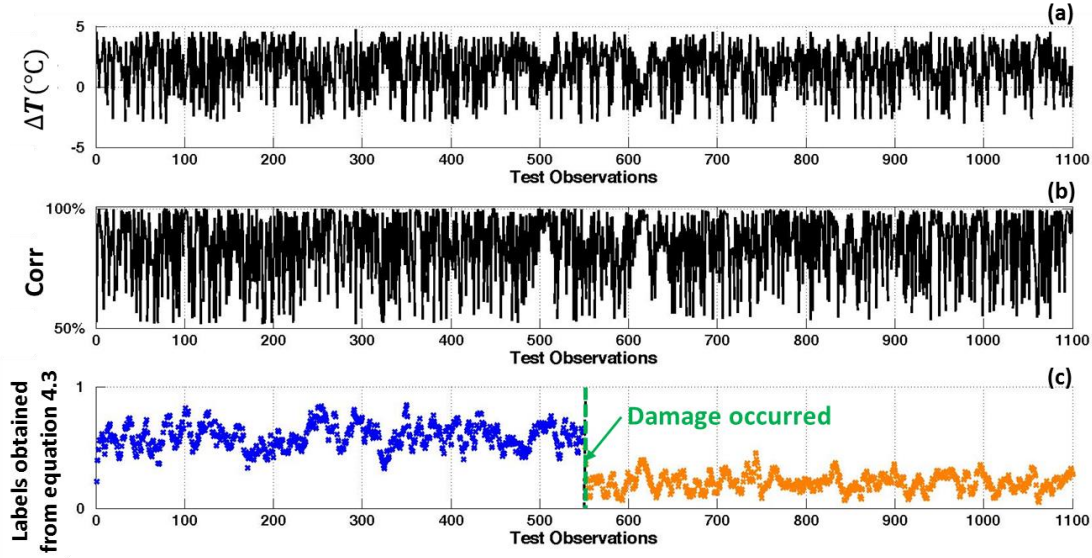 (a)
ΔT(°C)
5
0
-5
0 100 200 300 400 500 600 700 800 900 1000 1100
Test Observations
(b)
Corr
100%
50%
0 100 200 300 400 500 600 700 800 900 1000 1100
Test Observations
(c)
Labels obtained
from equation 4.3
1
0
Damage occurred
0 100 200 300 400 500 600 700 800 900 1000 1100
Test Observations